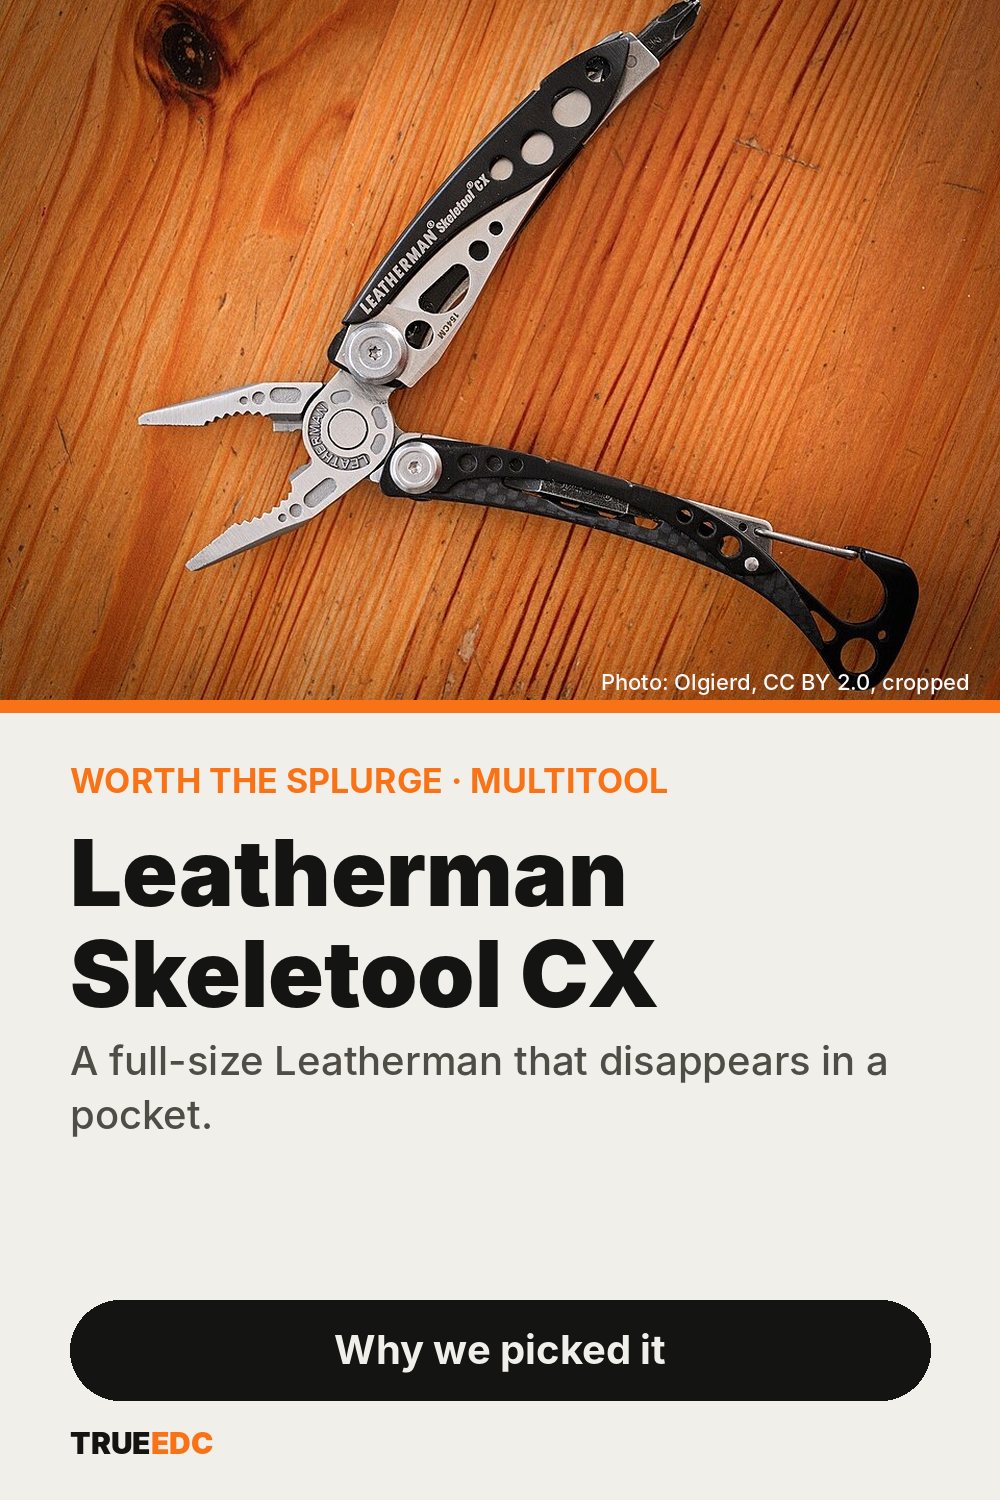 LEATHERMAN® Skeletool® CX
154CM
LEATHERMAN
Photo: Olgierd, CC BY 2.0, cropped
WORTH THE SPLURGE · MULTITOOL
Leatherman
Skeletool CX
A full-size Leatherman that disappears in a
pocket.
Why we picked it
TRUEEDC